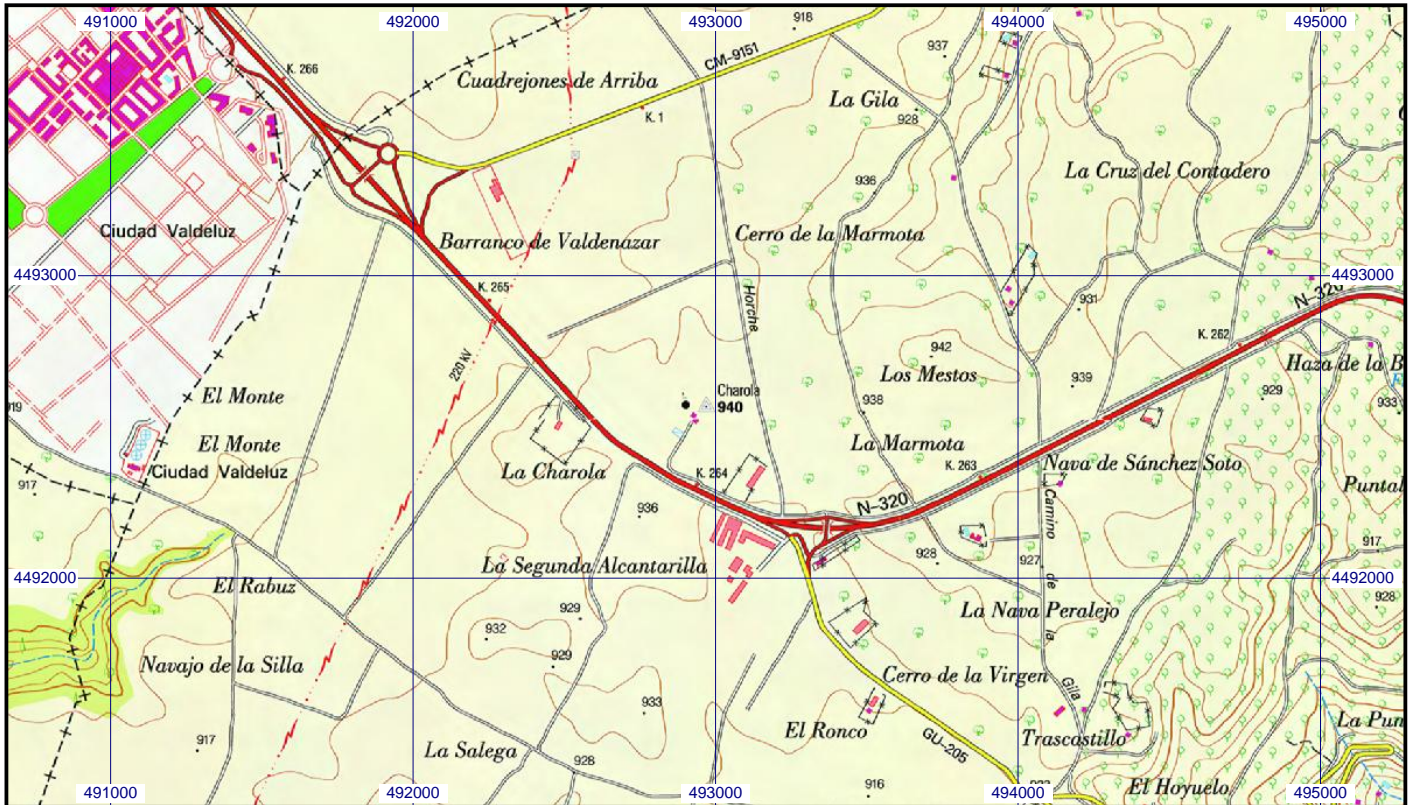 491000 492000 493000 494000 495000
918
937
K. 266
CM-9151
Cuadrejones de Arriba
La Gila
K. 1
928
La Cruz del Contadero
936
Ciudad Valdeluz
Barranco de Valdenazar
Cerro de la Marmota
4493000
4493000
K. 265
Horche
931
N-320
K. 262
942
220 kV
Los Mestos
Haza de la B
El Monte
Charola
940
939
929
933
919
938
El Monte
La Marmota
Ciudad Valdeluz
La Charola
K. 264
K. 263
Nava de Sánchez Soto
917
Puntal
936
N-320
Camino de la Gila
928
917
La Segunda Alcantarilla
927
4492000
4492000
El Rabuz
929
La Nava Peralejo
928
932
Navajo de la Silla
929
Cerro de la Virgen
933
El Ronco
La Pun
917
La Salega
GU-205
Trascastillo
928
916
El Hoyuelo
491000 492000 493000 494000 495000